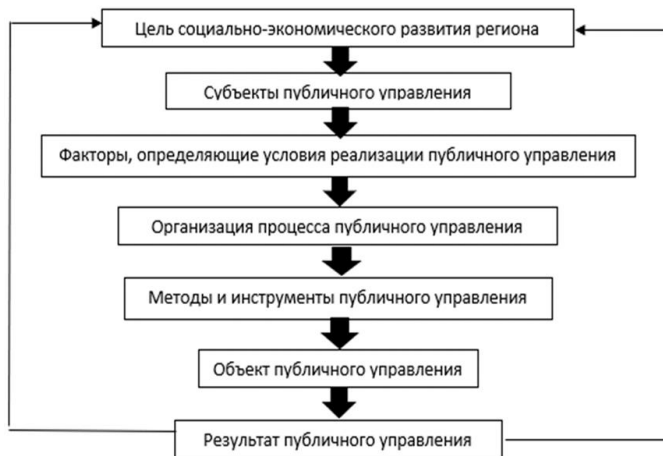 Цель социально-экономического развития региона
Субъекты публичного управления
Факторы, определяющие условия реализации публичного управления
Организация процесса публичного управления
Методы и инструменты публичного управления
Объект публичного управления
Результат публичного управления